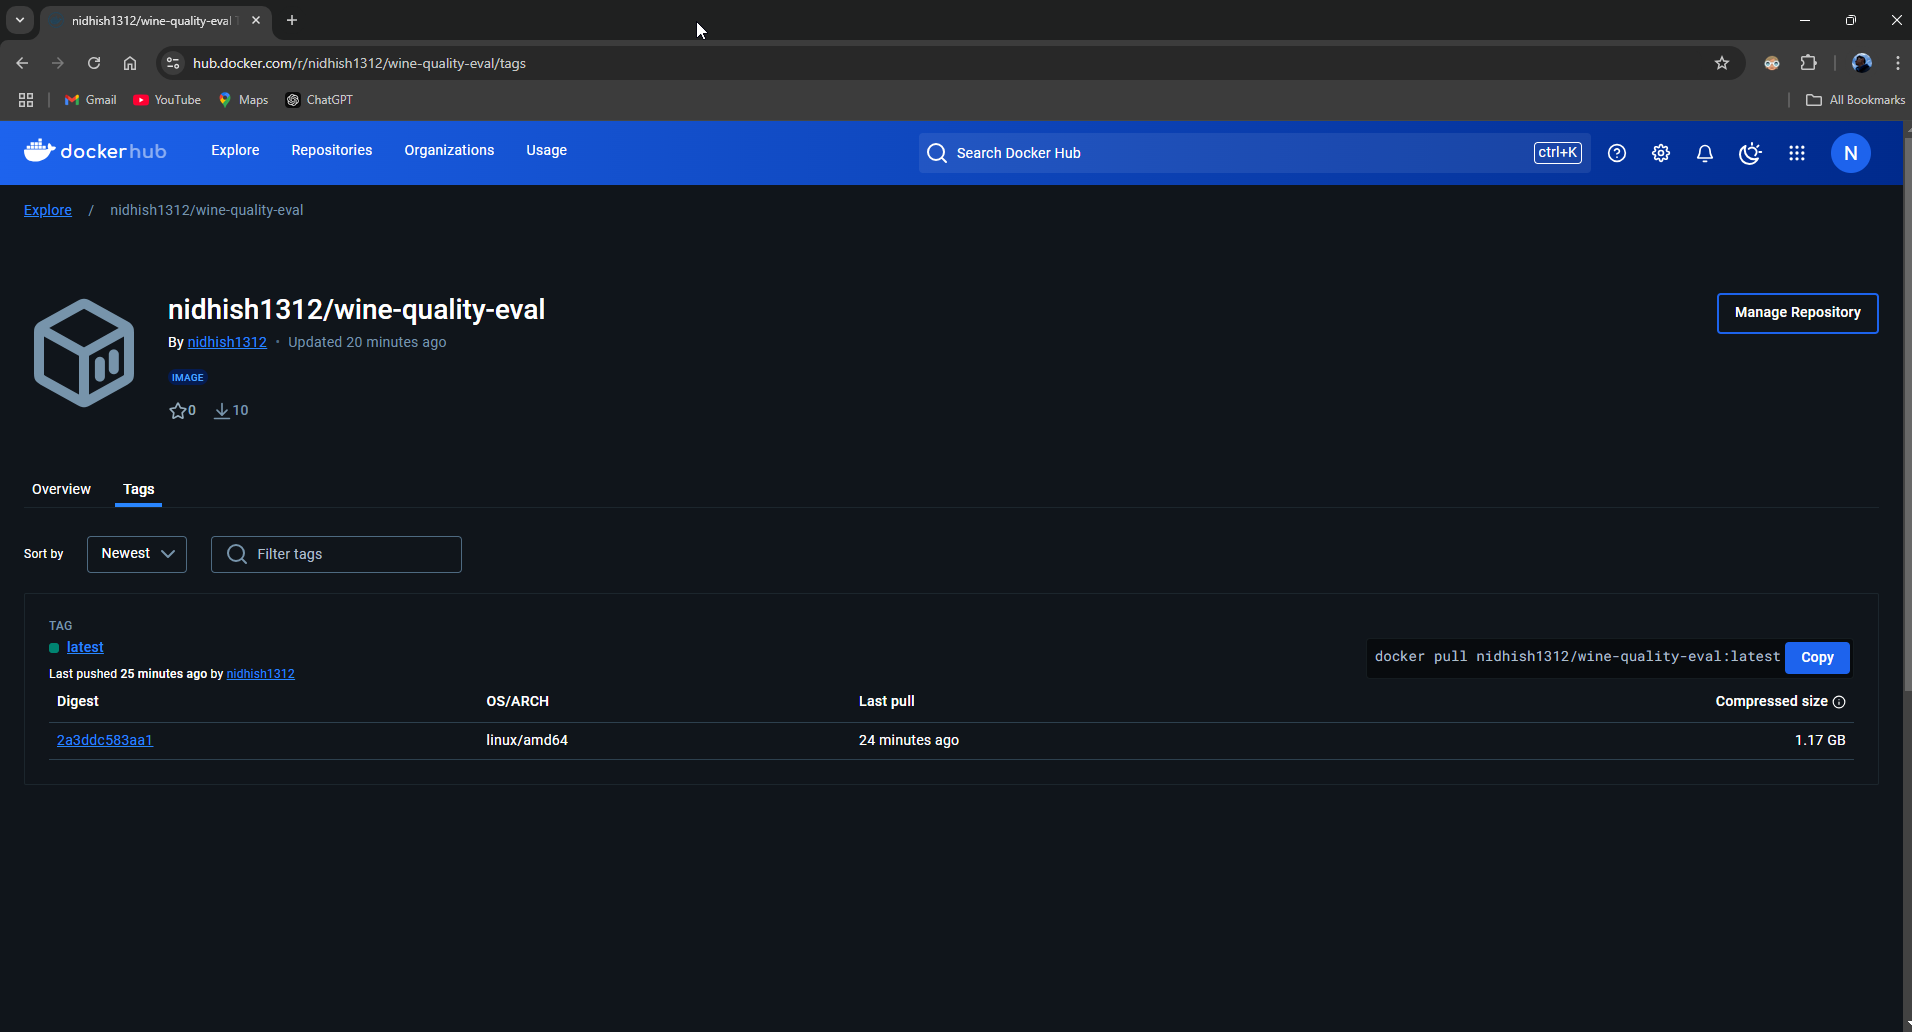 nidhish1312/wine-quality-eval
hub.docker.com/r/nidhish1312/wine-quality-eval/tags
Gmail YouTube Maps ChatGPT All Bookmarks
dockerhub Explore Repositories Organizations Usage Search Docker Hub ctrl+K N
Explore / nidhish1312/wine-quality-eval
nidhish1312/wine-quality-eval
Manage Repository
By nidhish1312 · Updated 20 minutes ago
IMAGE
0 10
Overview Tags
Sort by Newest Filter tags
TAG
latest
docker pull nidhish1312/wine-quality-eval:latest Copy
Last pushed 25 minutes ago by nidhish1312
Digest OS/ARCH Last pull Compressed size
2a3ddc583aa1 linux/amd64 24 minutes ago 1.17 GB